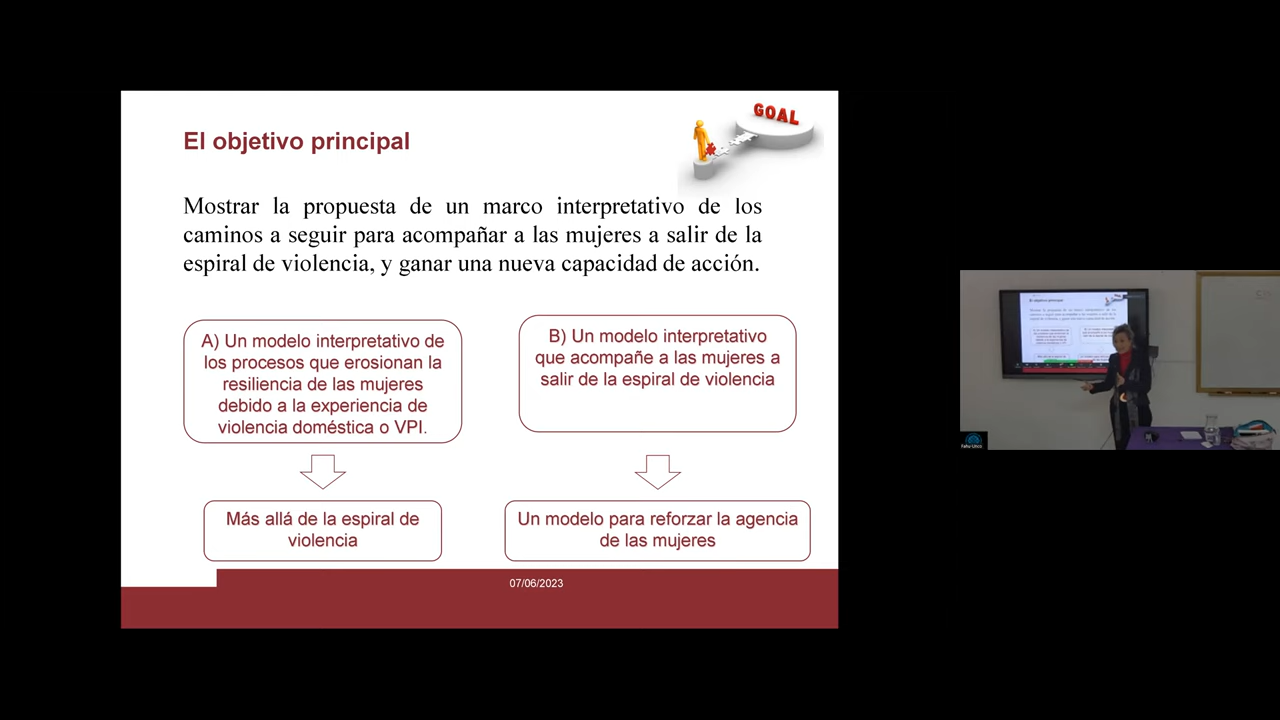 El objetivo principal
GOAL
Mostrar la propuesta de un marco interpretativo de los
caminos a seguir para acompañar a las mujeres a salir de la
espiral de violencia, y ganar una nueva capacidad de acción.
A) Un modelo interpretativo de
los procesos que erosionan la
resiliencia de las mujeres
debido a la experiencia de
violencia doméstica o VPI.
B) Un modelo interpretativo
que acompañe a las mujeres a
salir de la espiral de violencia
Más allá de la espiral de
violencia
Un modelo para reforzar la agencia
de las mujeres
07/06/2023
El objetivo principal